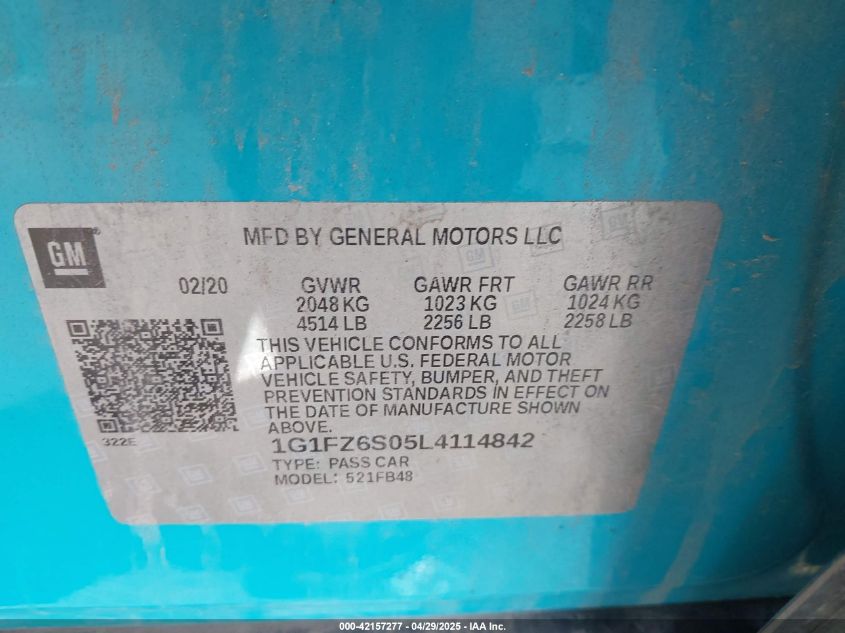 GM
MFD BY GENERAL MOTORS LLC
02/20 GVWR GAWR FRT GAWR RR
2048 KG 1023 KG 1024 KG
4514 LB 2256 LB 2258 LB
THIS VEHICLE CONFORMS TO ALL
APPLICABLE U.S. FEDERAL MOTOR
VEHICLE SAFETY, BUMPER, AND THEFT
PREVENTION STANDARDS IN EFFECT ON
THE DATE OF MANUFACTURE SHOWN
ABOVE.
322E
1G1FZ6S05L4114842
TYPE: PASS CAR
MODEL: 521FB48
000-42157277 - 04/29/2025 - IAA Inc.